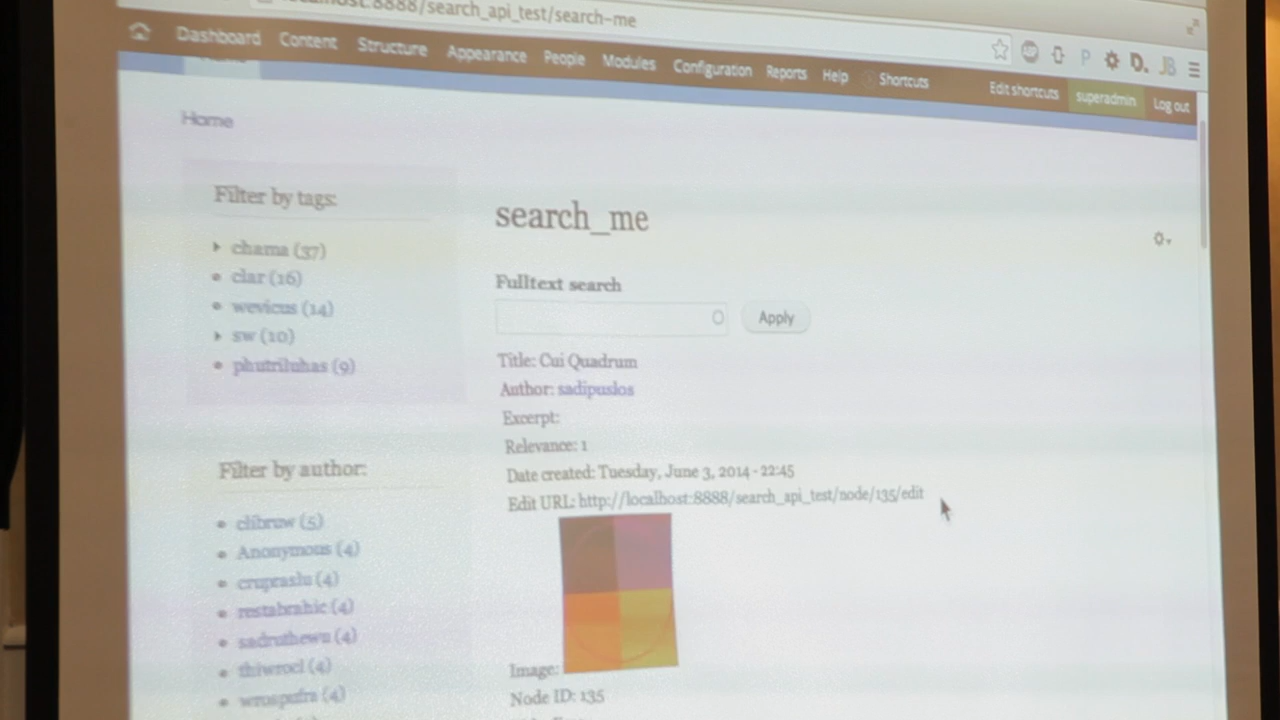 localhost:8888/search_api_test/search-me
Dashboard Content Structure Appearance People Modules Configuration Reports Help Shortcuts Edit shortcuts superadmin Log out
Home
Filter by tags:
chama (37)
clar (16)
wevicus (14)
sw (10)
phutriluhas (9)
search_me
Fulltext search
Apply
Title: Cui Quadrum
Author: sadipuslos
Excerpt:
Relevance: 1
Date created: Tuesday, June 3, 2014 - 22:45
Edit URL: http://localhost:8888/search_api_test/node/135/edit
Image:
Node ID: 135
Filter by author:
clibruw (5)
Anonymous (4)
crupraslu (4)
restabrahic (4)
sadruthewu (4)
thiwrocl (4)
(4)